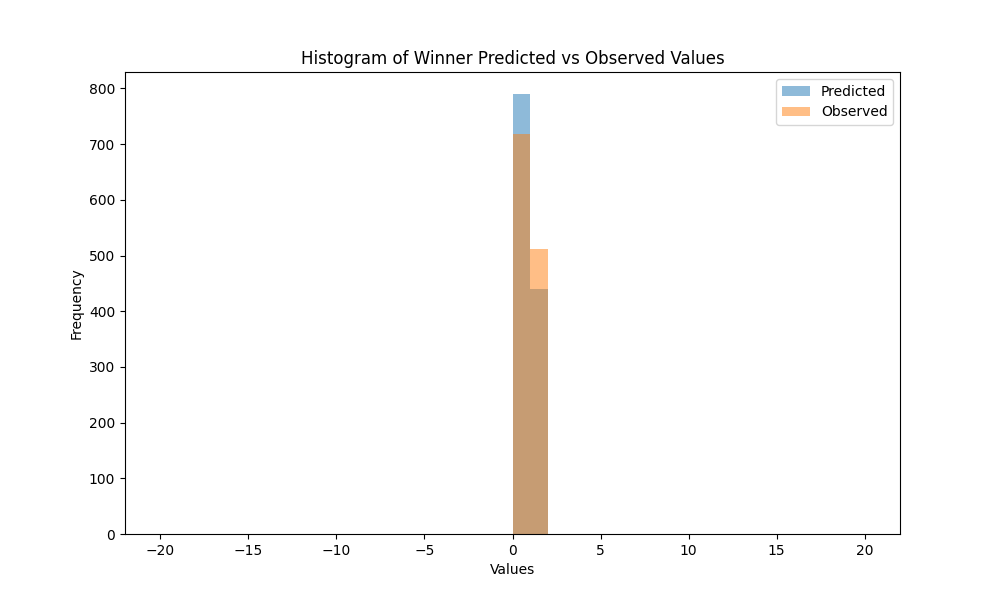 Histogram of Winner Predicted vs Observed Values
Predicted
Observed
800
700
600
500
400
300
200
100
0
Frequency
−20 −15 −10 −5 0 5 10 15 20
Values